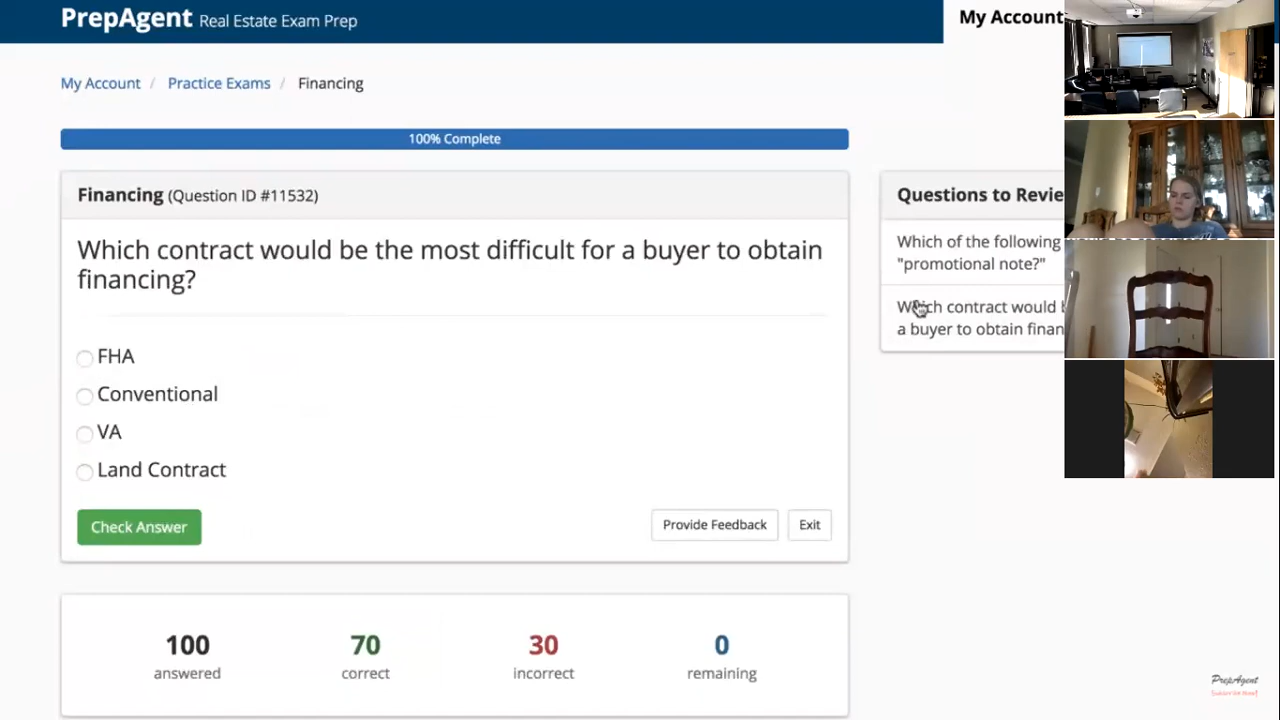 PrepAgent Real Estate Exam Prep
My Account
My Account / Practice Exams / Financing
100% Complete
Financing (Question ID #11532)
Which contract would be the most difficult for a buyer to obtain
financing?
FHA
Conventional
VA
Land Contract
Check Answer
Provide Feedback
Exit
Questions to Revie
Which of the following
"promotional note?"
Which contract would
a buyer to obtain finan
100
answered
70
correct
30
incorrect
0
remaining
PrepAgent